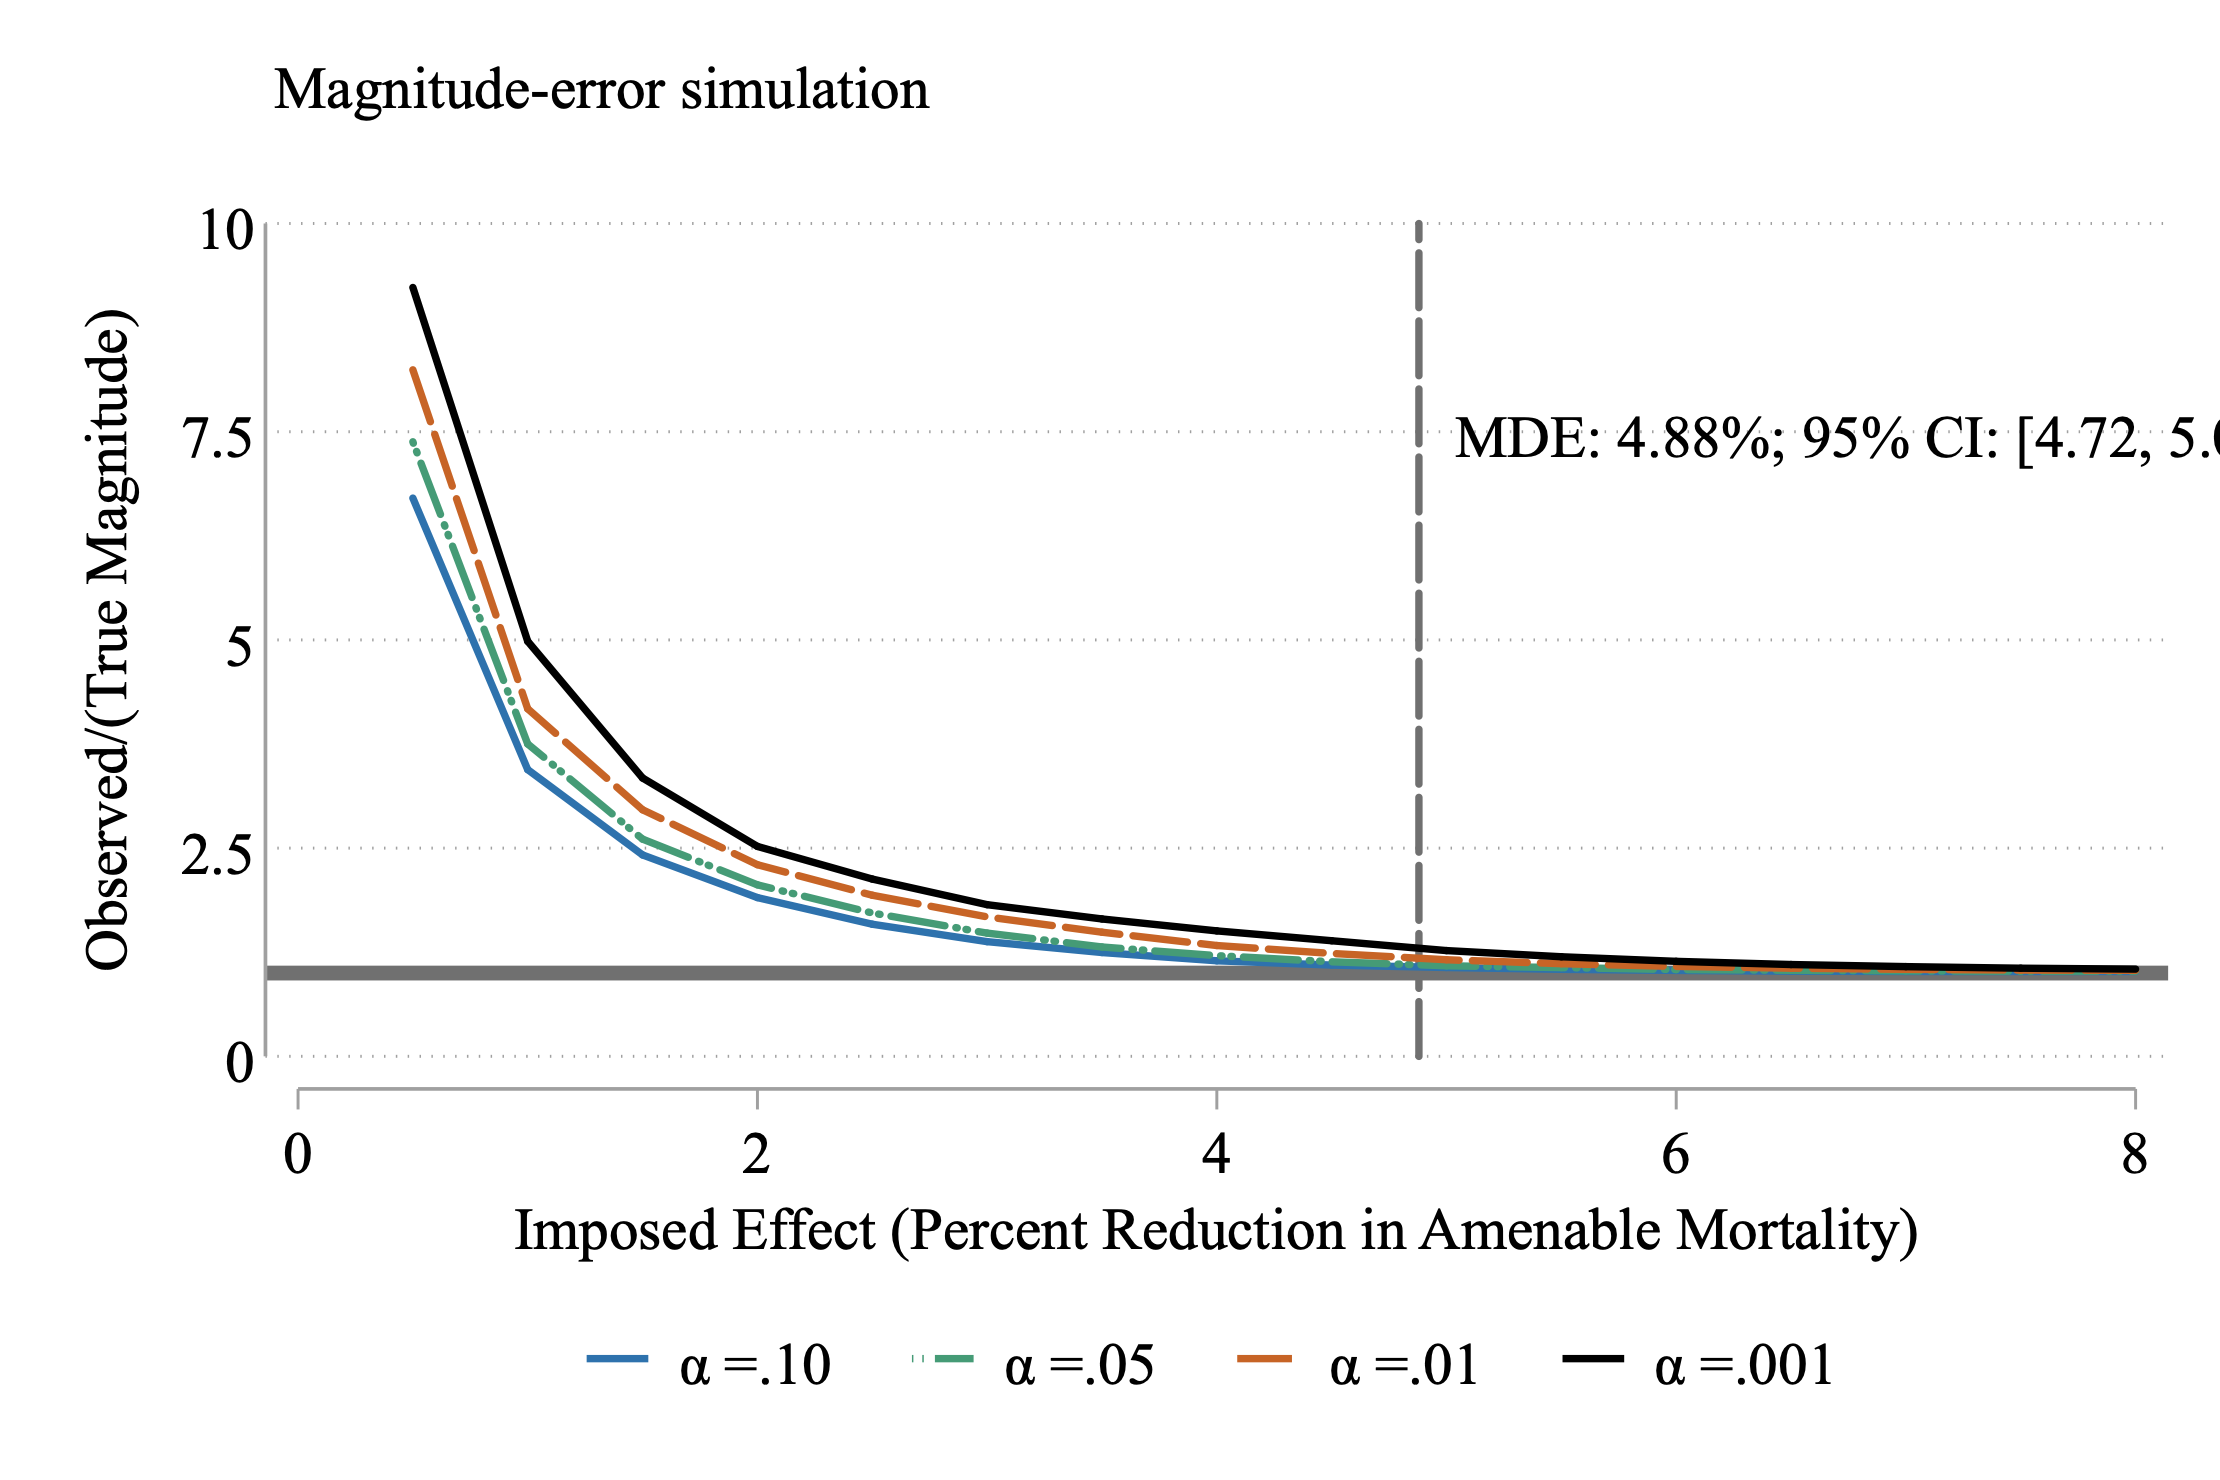 Magnitude-error simulation
Observed/(True Magnitude)
10
7.5
5
2.5
0
MDE: 4.88%; 95% CI: [4.72,
0 2 4 6 8
Imposed Effect (Percent Reduction in Amenable Mortality)
α =.10 α =.05 α =.01 α =.001